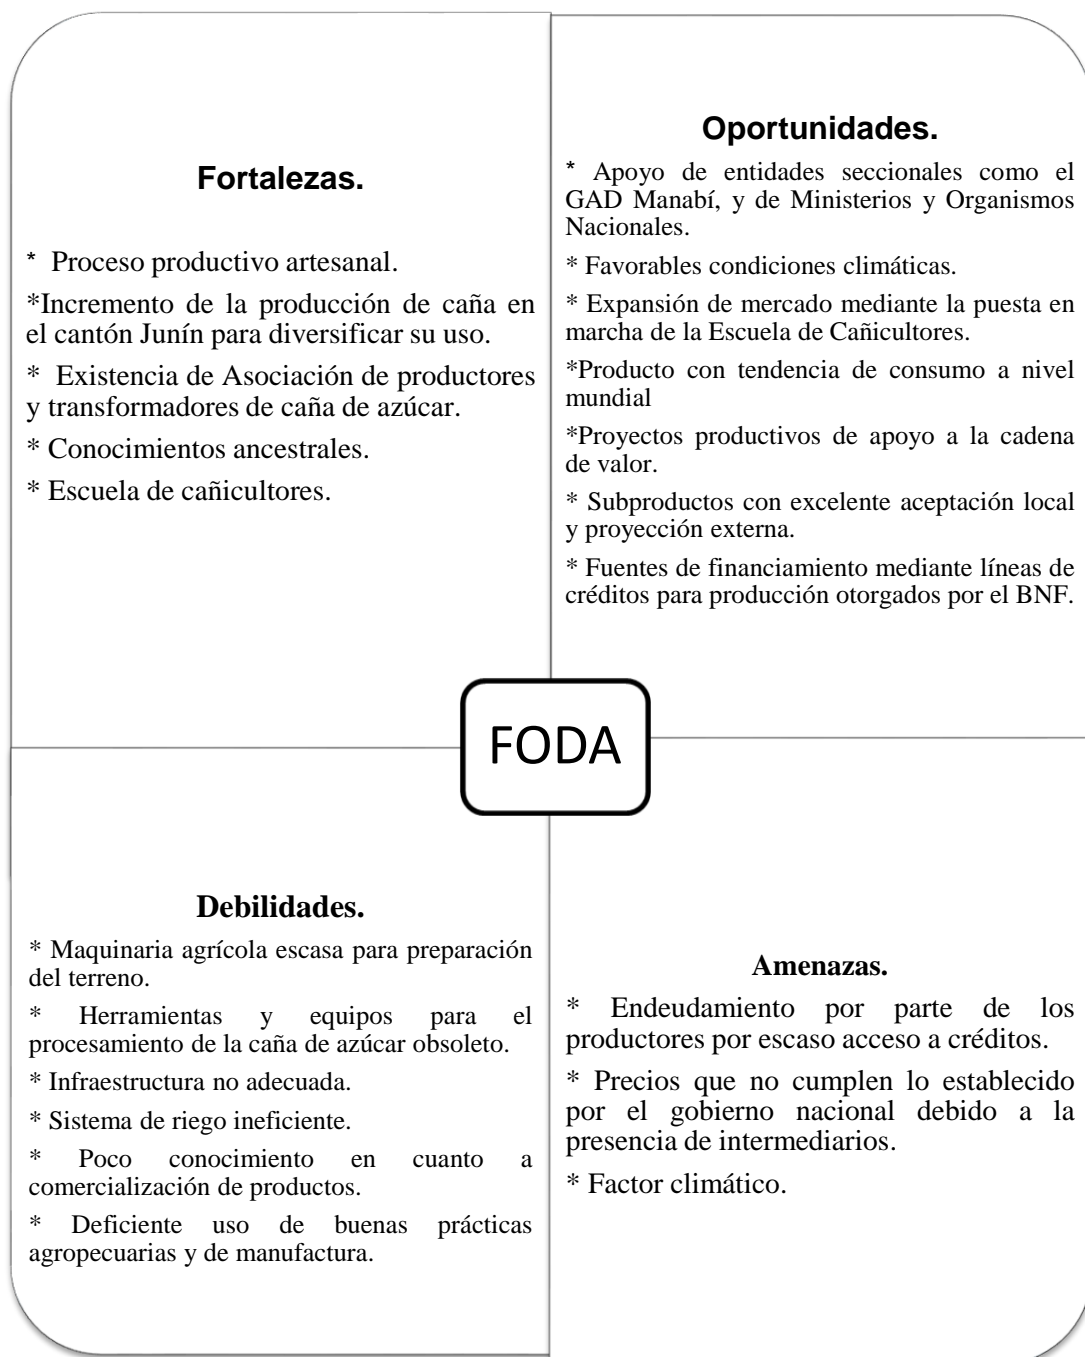 Fortalezas.
* Proceso productivo artesanal.
*Incremento de la producción de caña en
el cantón Junín para diversificar su uso.
* Existencia de Asociación de productores
y transformadores de caña de azúcar.
* Conocimientos ancestrales.
* Escuela de cañicultores.
Oportunidades.
* Apoyo de entidades seccionales como el
GAD Manabí, y de Ministerios y Organismos
Nacionales.
* Favorables condiciones climáticas.
* Expansión de mercado mediante la puesta en
marcha de la Escuela de Cañicultores.
*Producto con tendencia de consumo a nivel
mundial
*Proyectos productivos de apoyo a la cadena
de valor.
* Subproductos con excelente aceptación local
y proyección externa.
* Fuentes de financiamiento mediante líneas de
créditos para producción otorgados por el BNF.
FODA
Debilidades.
* Maquinaria agrícola escasa para preparación
del terreno.
* Herramientas y equipos para el
procesamiento de la caña de azúcar obsoleto.
* Infraestructura no adecuada.
* Sistema de riego ineficiente.
* Poco conocimiento en cuanto a
comercialización de productos.
* Deficiente uso de buenas prácticas
agropecuarias y de manufactura.
Amenazas.
* Endeudamiento por parte de los
productores por escaso acceso a créditos.
* Precios que no cumplen lo establecido
por el gobierno nacional debido a la
presencia de intermediarios.
* Factor climático.